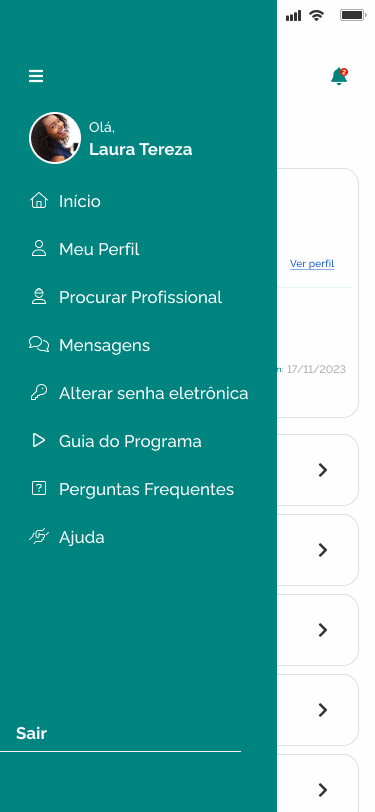 2
Olá,
Laura Tereza
Início
Meu Perfil
Procurar Profissional
Mensagens
Alterar senha eletrônica
Guia do Programa
Perguntas Frequentes
Ajuda
Sair
Ver perfil
17/11/2023